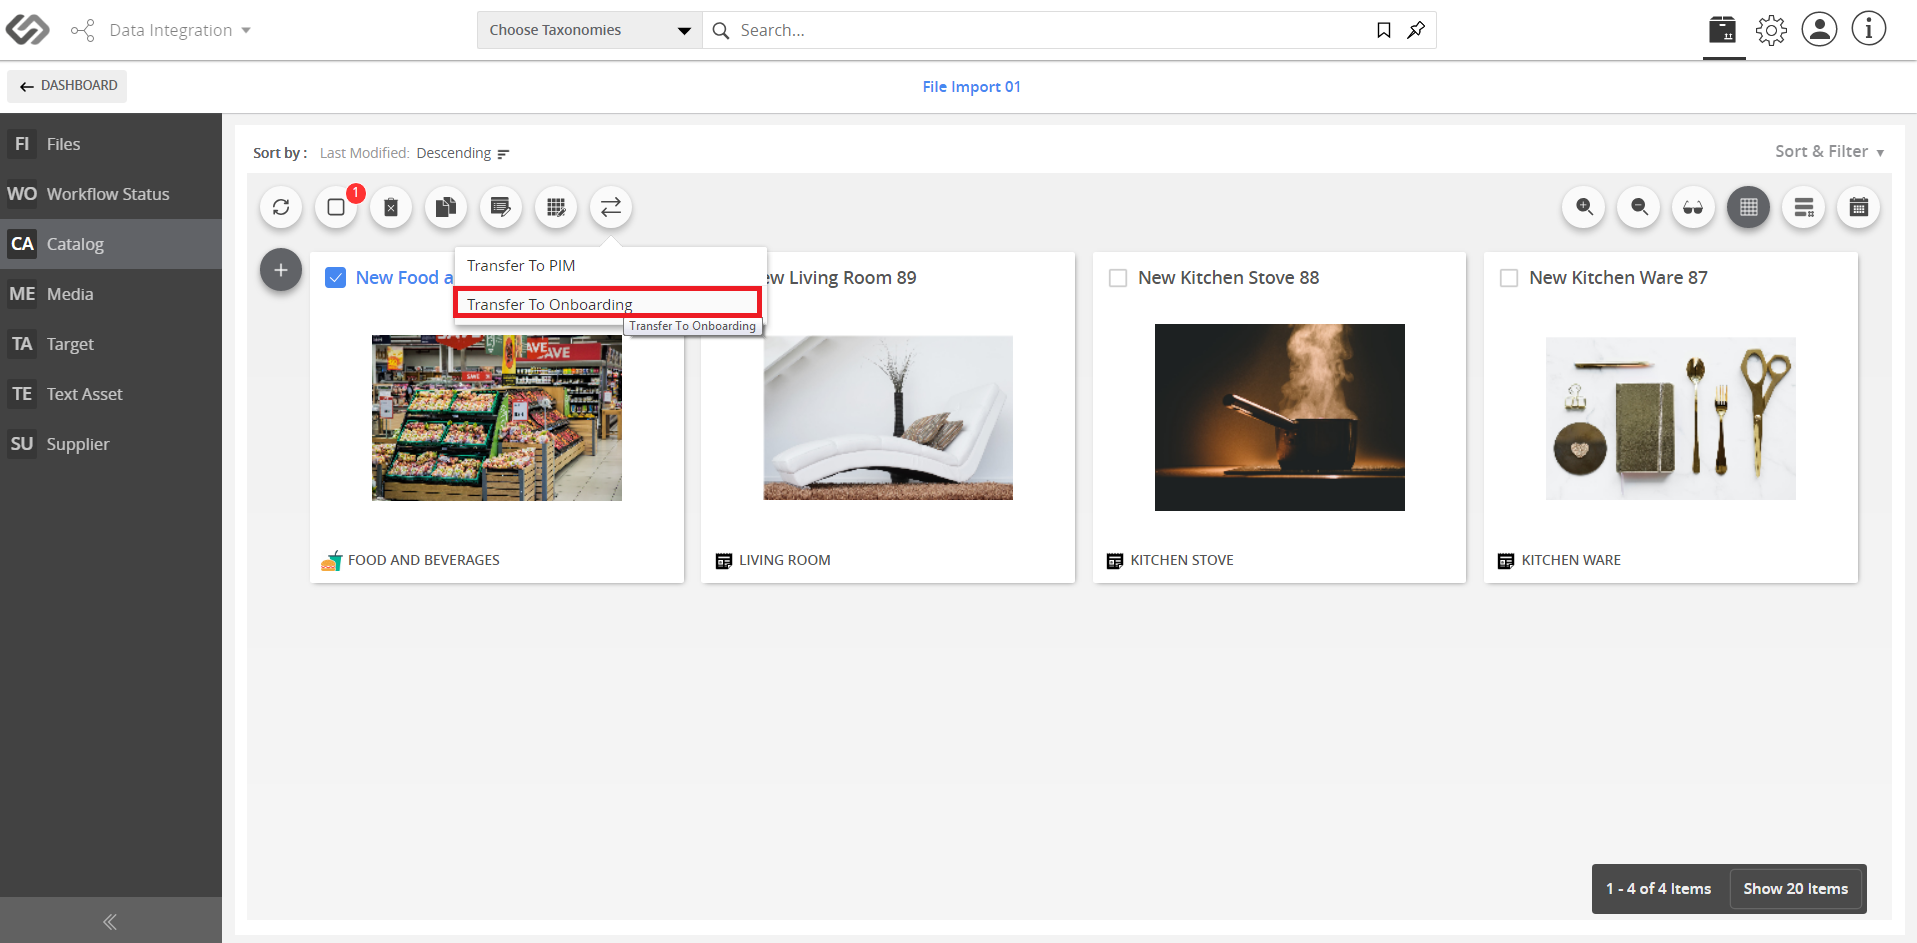 Data Integration
Choose Taxonomies
Search...
DASHBOARD
File Import 01
FI Files
WO Workflow Status
CA Catalog
ME Media
TA Target
TE Text Asset
SU Supplier
Sort by : Last Modified: Descending
Sort & Filter
1
Transfer To PIM
Transfer To Onboarding
Transfer To Onboarding
New Food a
w Living Room 89
New Kitchen Stove 88
New Kitchen Ware 87
SAVE
SAVE
FOOD AND BEVERAGES
LIVING ROOM
KITCHEN STOVE
KITCHEN WARE
1 - 4 of 4 Items
Show 20 Items